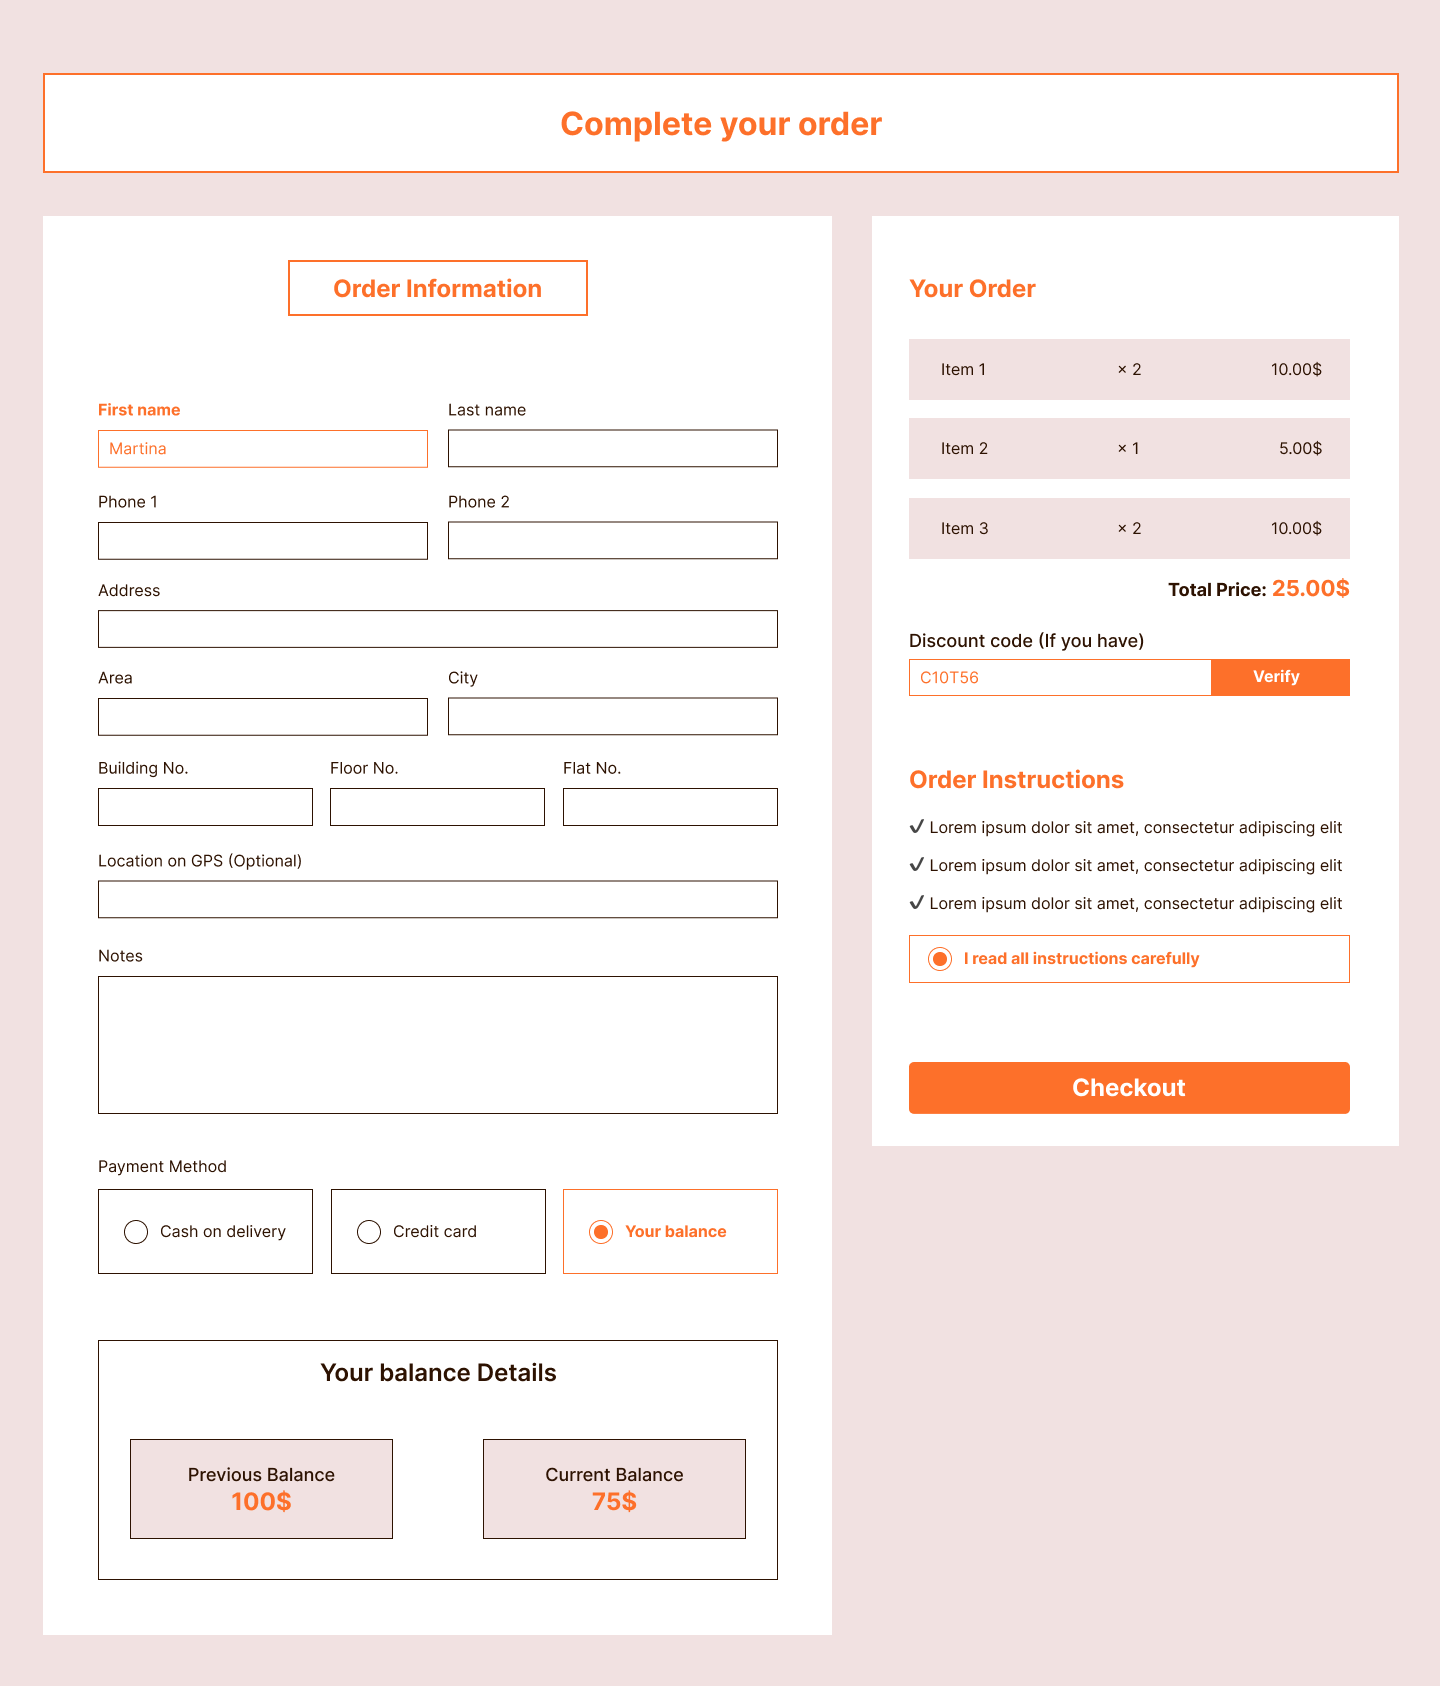 Complete your order
Order Information
First name
Last name
Martina
Phone 1
Phone 2
Address
Area
City
Building No.
Floor No.
Flat No.
Location on GPS (Optional)
Notes
Payment Method
Cash on delivery
Credit card
Your balance
Your balance Details
Previous Balance
100$
Current Balance
75$
Your Order
Item 1 × 2 10.00$
Item 2 × 1 5.00$
Item 3 × 2 10.00$
Total Price: 25.00$
Discount code (If you have)
C10T56 Verify
Order Instructions
✓ Lorem ipsum dolor sit amet, consectetur adipiscing elit
✓ Lorem ipsum dolor sit amet, consectetur adipiscing elit
✓ Lorem ipsum dolor sit amet, consectetur adipiscing elit
I read all instructions carefully
Checkout